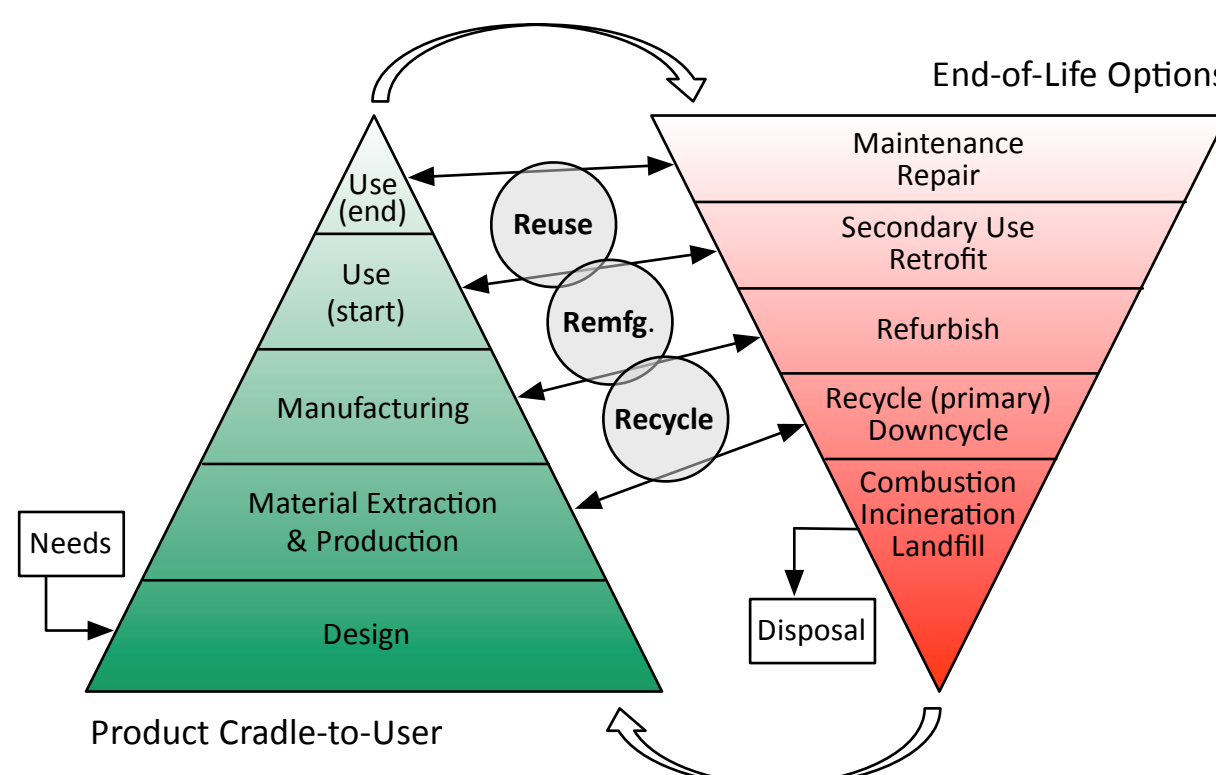 End-of-Life Options
Use
(end)
Use
(start)
Manufacturing
Material Extraction
& Production
Design
Needs
Product Cradle-to-User
Reuse
Remfg.
Recycle
Maintenance
Repair
Secondary Use
Retrofit
Refurbish
Recycle (primary)
Downcycle
Combustion
Incineration
Landfill
Disposal